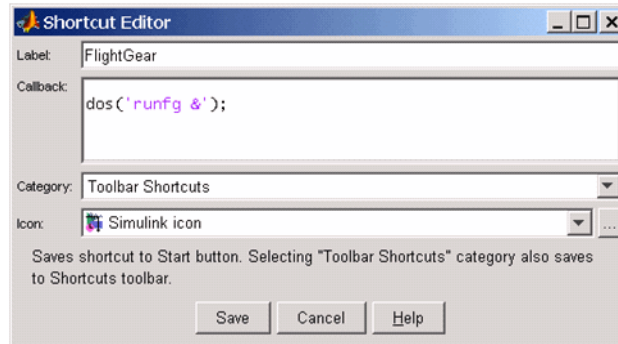 Shortcut Editor
Label: FlightGear
Callback:
dos('runfg &');
Category: Toolbar Shortcuts
Icon: Simulink icon ...
Saves shortcut to Start button. Selecting "Toolbar Shortcuts" category also saves
to Shortcuts toolbar.
Save Cancel Help